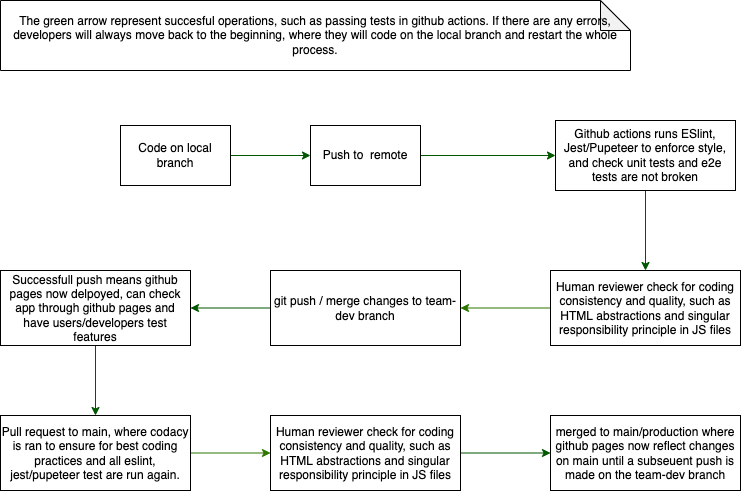 The green arrow represent succesful operations, such as passing tests in github actions. If there are any errors,
developers will always move back to the beginning, where they will code on the local branch and restart the whole
process.
Code on local
branch
Push to remote
Github actions runs ESlint,
Jest/Pupeteer to enforce style,
and check unit tests and e2e
tests are not broken
Successfull push means github
pages now delpoyed, can check
app through github pages and
have users/developers test
features
git push / merge changes to team-
dev branch
Human reviewer check for coding
consistency and quality, such as
HTML abstractions and singular
responsibility principle in JS files
Pull request to main, where codacy
is ran to ensure for best coding
practices and all eslint,
jest/pupeteer test are run again.
Human reviewer check for coding
consistency and quality, such as
HTML abstractions and singular
responsibility principle in JS files
merged to main/production where
github pages now reflect changes
on main until a subseuent push is
made on the team-dev branch